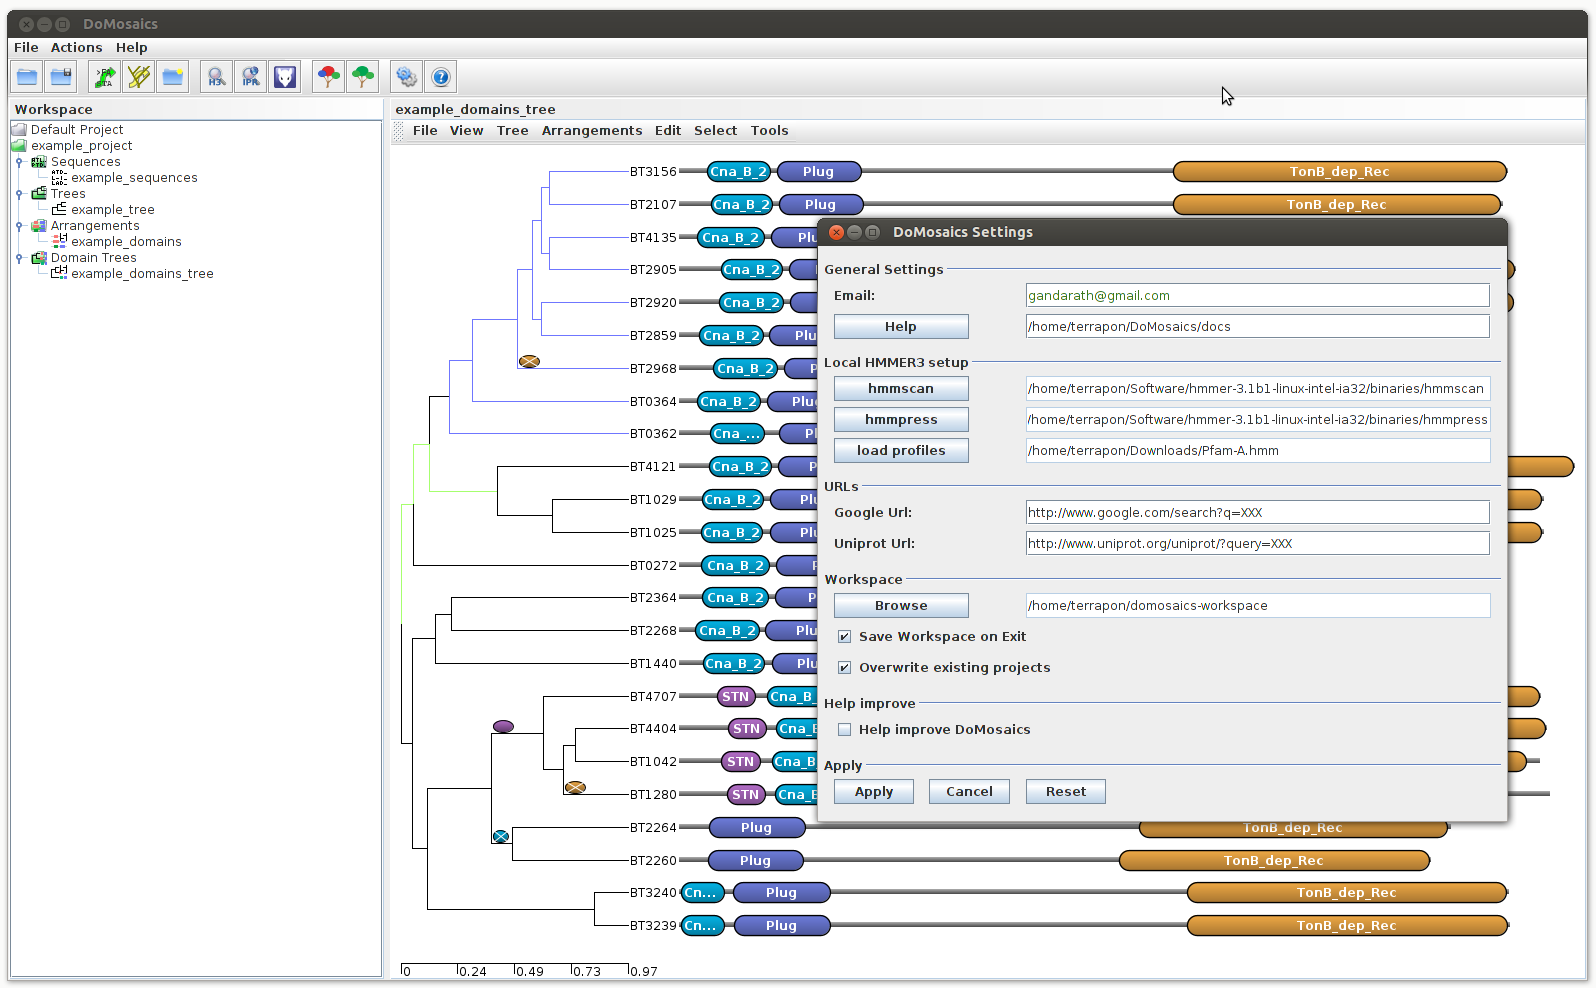 DoMosaics
File Actions Help
Workspace
Default Project
example_project
Sequences
example_sequences
Trees
example_tree
Arrangements
example_domains
Domain Trees
example_domains_tree
example_domains_tree
File View Tree Arrangements Edit Select Tools
BT3156 Cna_B_2 Plug TonB_dep_Rec
BT2107 Cna_B_2 Plug TonB_dep_Rec
BT4135 Cna_B_2 Plu
BT2905 Cna_B_2
BT2920 Cna_B_2
BT2859 Cna_B_2 Plu
BT2968 Cna_B_2 P
BT0364 Cna_B_2 Plu
BT0362 Cna_... Pl
BT4121 Cna_B_2 P
BT1029 Cna_B_2 Plu
BT1025 Cna_B_2 Plu
BT0272 Cna_B_2 P
BT2364 Cna_B_2 P
BT2268 Cna_B_2 Plu
BT1440 Cna_B_2 Plu
BT4707 STN Cna_B
BT4404 STN Cna_B
BT1042 STN Cna_B
BT1280 STN Cna_B
BT2264 Plug TonB_dep_Rec
BT2260 Plug TonB_dep_Rec
BT3240 Cn... Plug TonB_dep_Rec
BT3239 Cn... Plug TonB_dep_Rec
0 0.24 0.49 0.73 0.97
DoMosaics Settings
General Settings
Email: gandarath@gmail.com
Help /home/terrapon/DoMosaics/docs
Local HMMER3 setup
hmmscan /home/terrapon/Software/hmmer-3.1b1-linux-intel-ia32/binaries/hmmscan
hmmpress /home/terrapon/Software/hmmer-3.1b1-linux-intel-ia32/binaries/hmmpress
load profiles /home/terrapon/Downloads/Pfam-A.hmm
URLs
Google Url: http://www.google.com/search?q=XXX
Uniprot Url: http://www.uniprot.org/uniprot/?query=XXX
Workspace
Browse /home/terrapon/domosaics-workspace
Save Workspace on Exit
Overwrite existing projects
Help improve
Help improve DoMosaics
Apply
Apply Cancel Reset